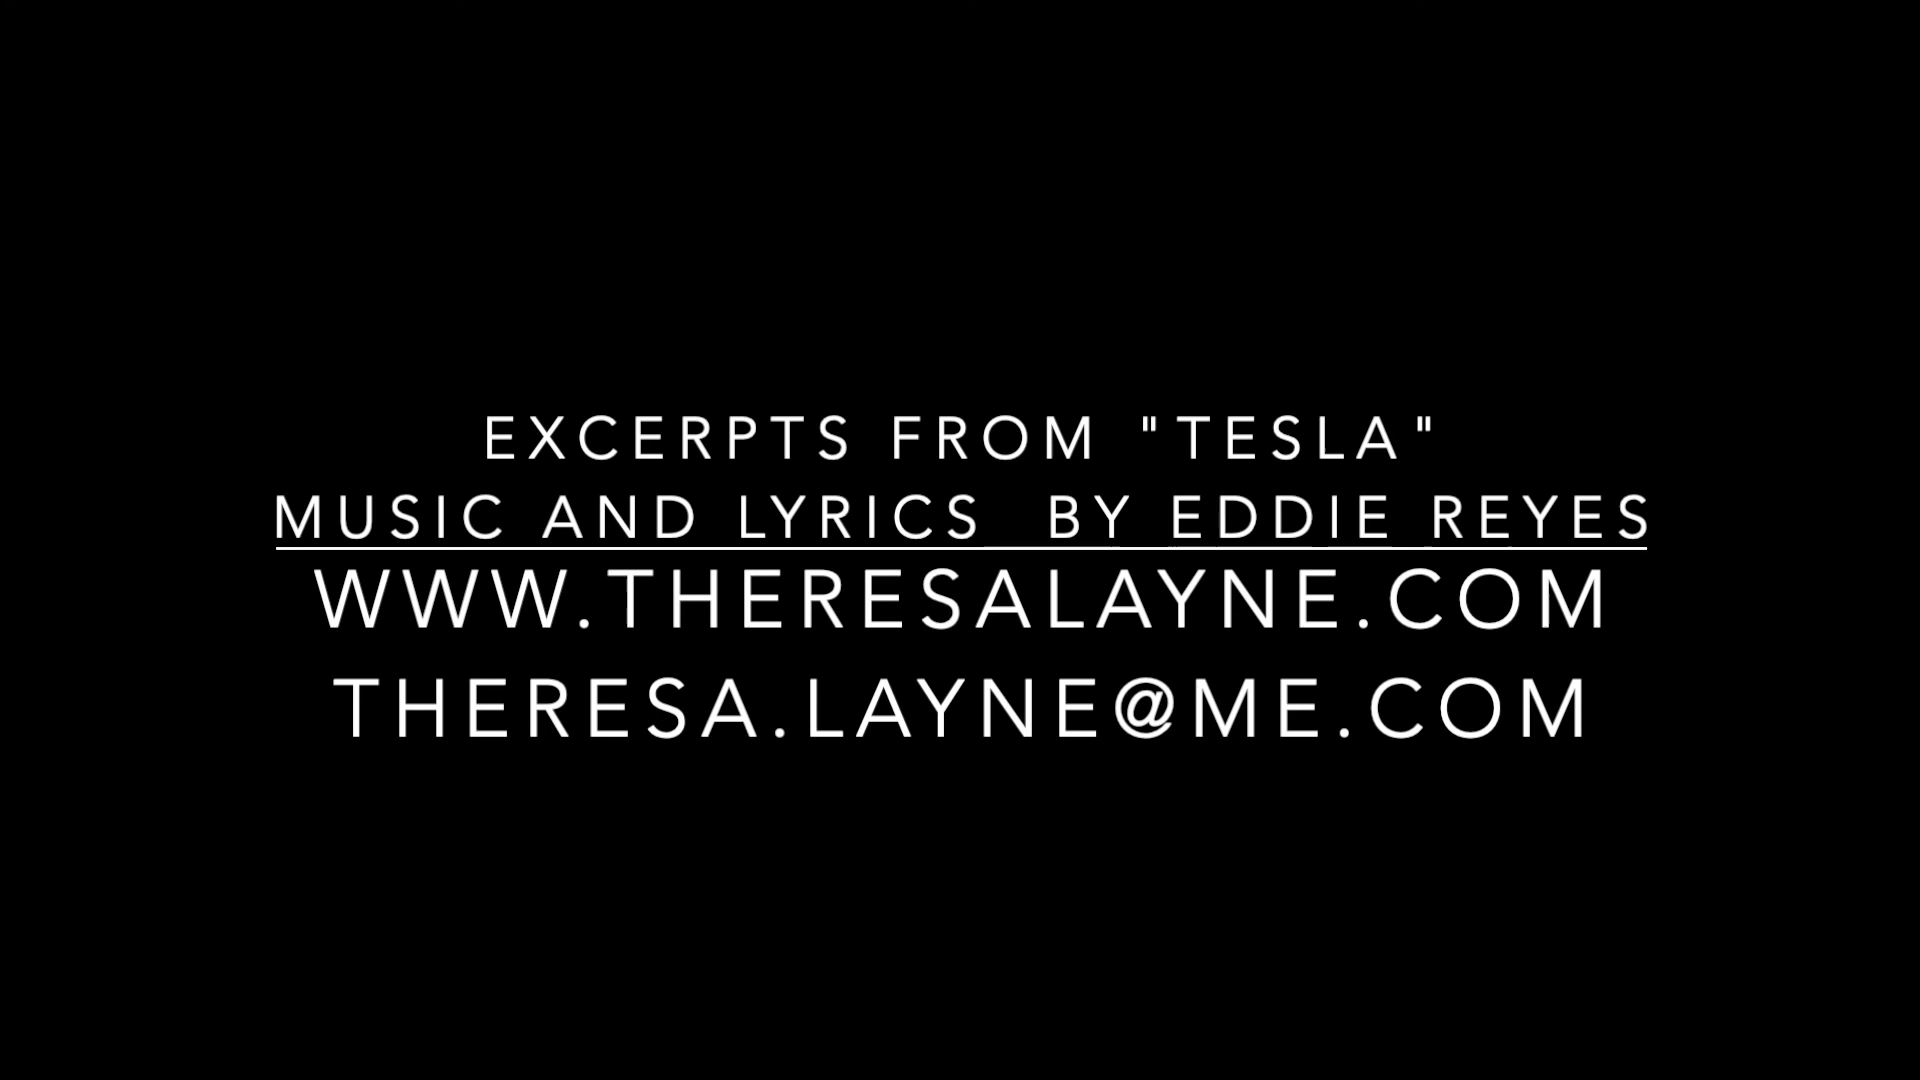 EXCERPTS FROM "TESLA"
MUSIC AND LYRICS  BY EDDIE REYES
WWW.THERESALAYNE.COM
THERESA.LAYNE@ME.COM